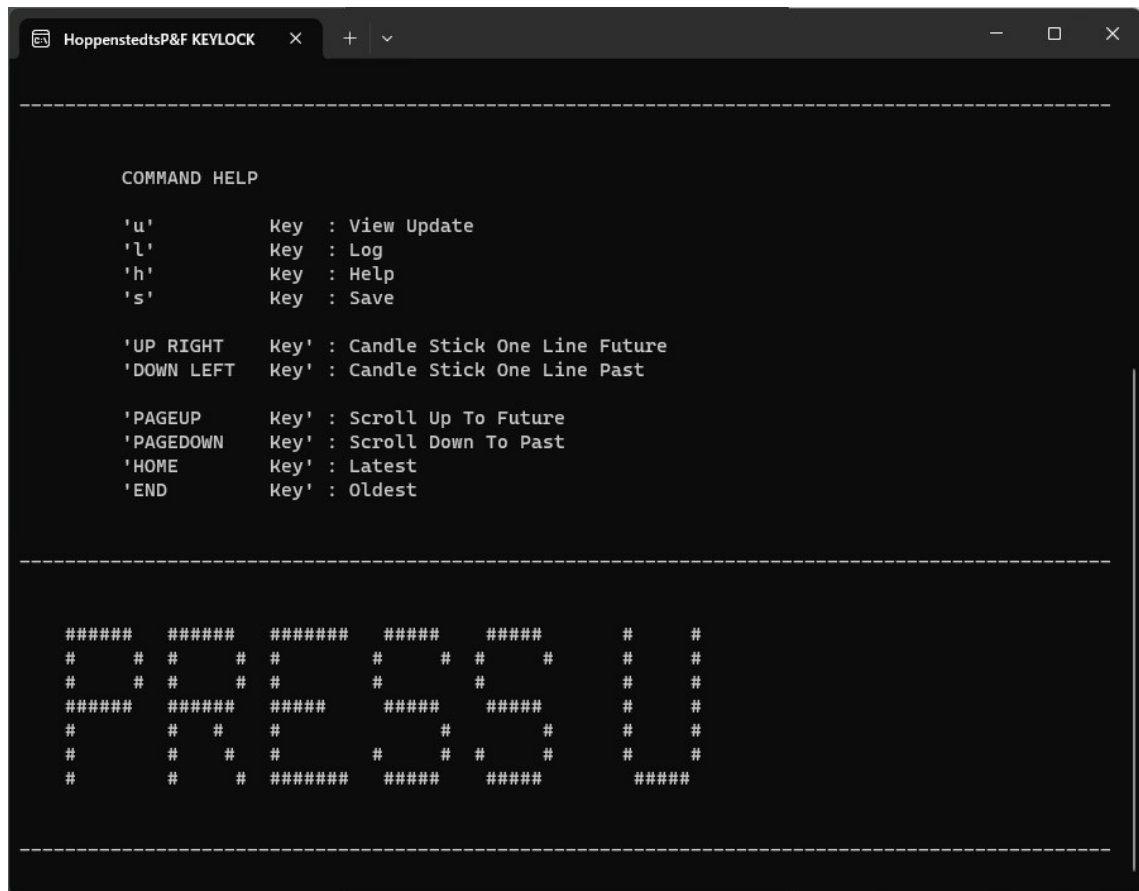 HoppenstedtsP&F KEYLOCK
COMMAND HELP
'u' Key : View Update
'l' Key : Log
'h' Key : Help
's' Key : Save
'UP RIGHT Key' : Candle Stick One Line Future
'DOWN LEFT Key' : Candle Stick One Line Past
'PAGEUP Key' : Scroll Up To Future
'PAGEDOWN Key' : Scroll Down To Past
'HOME Key' : Latest
'END Key' : Oldest
PRESS U